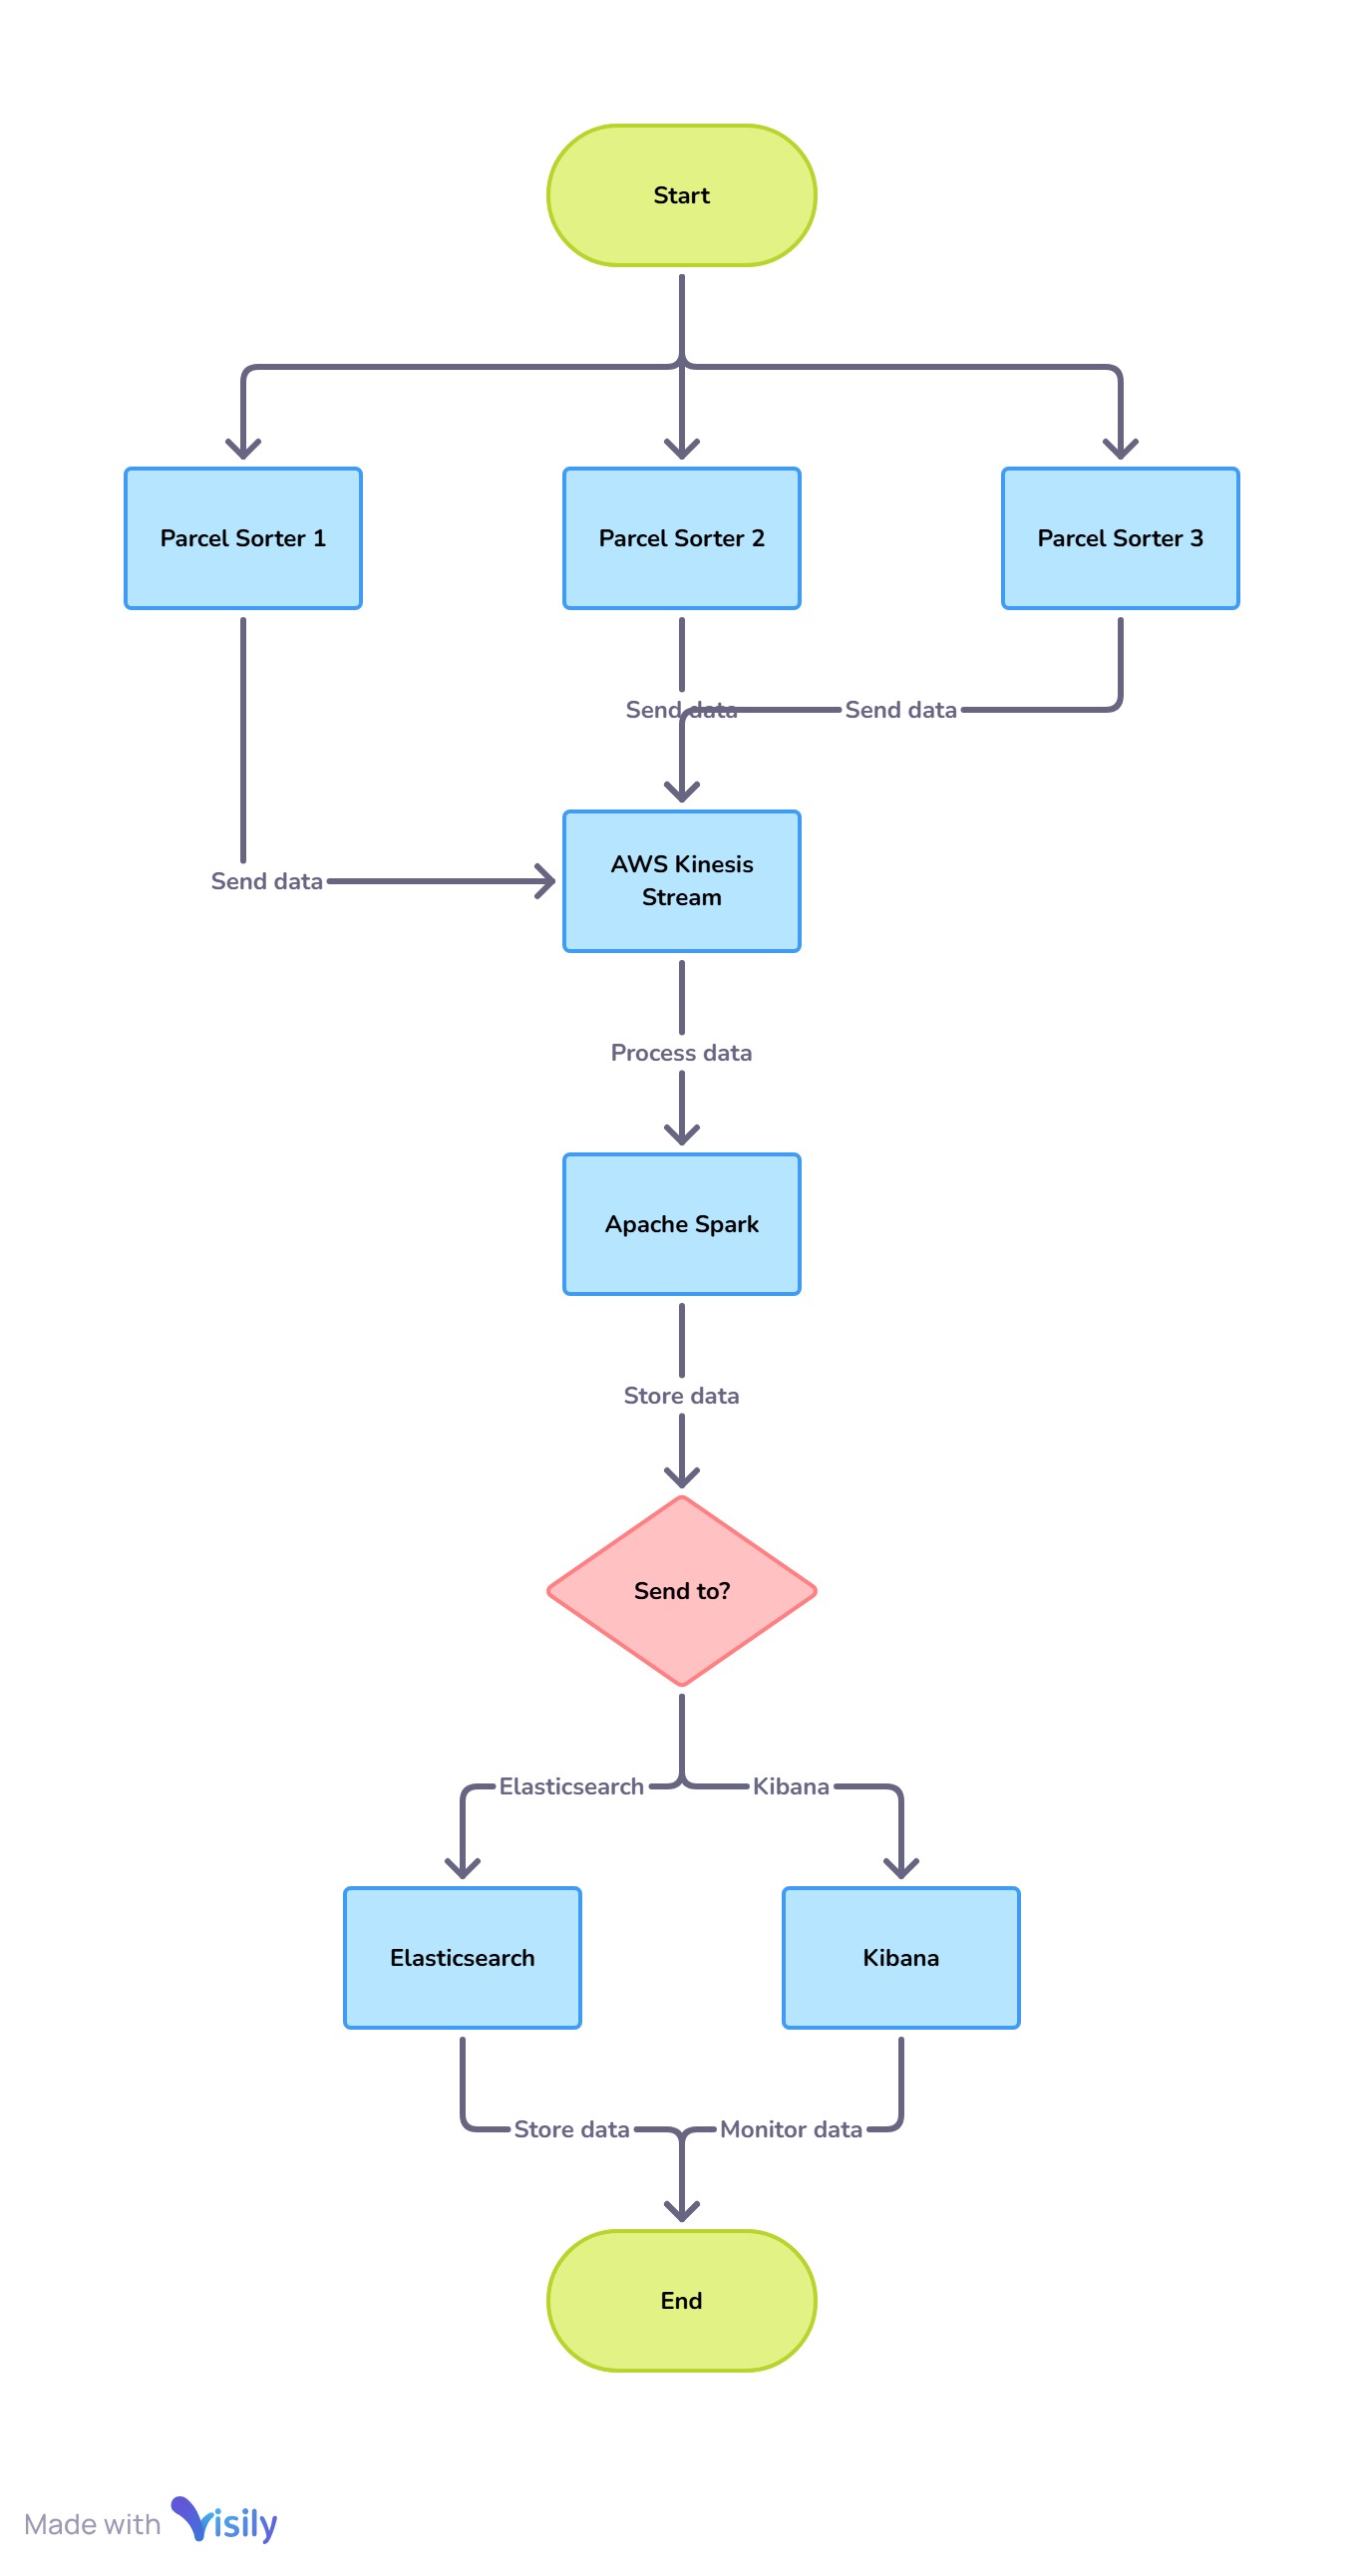 Start
Parcel Sorter 1
Parcel Sorter 2
Parcel Sorter 3
Send data
Send data
Send data
AWS Kinesis
Stream
Process data
Apache Spark
Store data
Send to?
Elasticsearch
Kibana
Elasticsearch
Kibana
Store data
Monitor data
End
Made with Visily